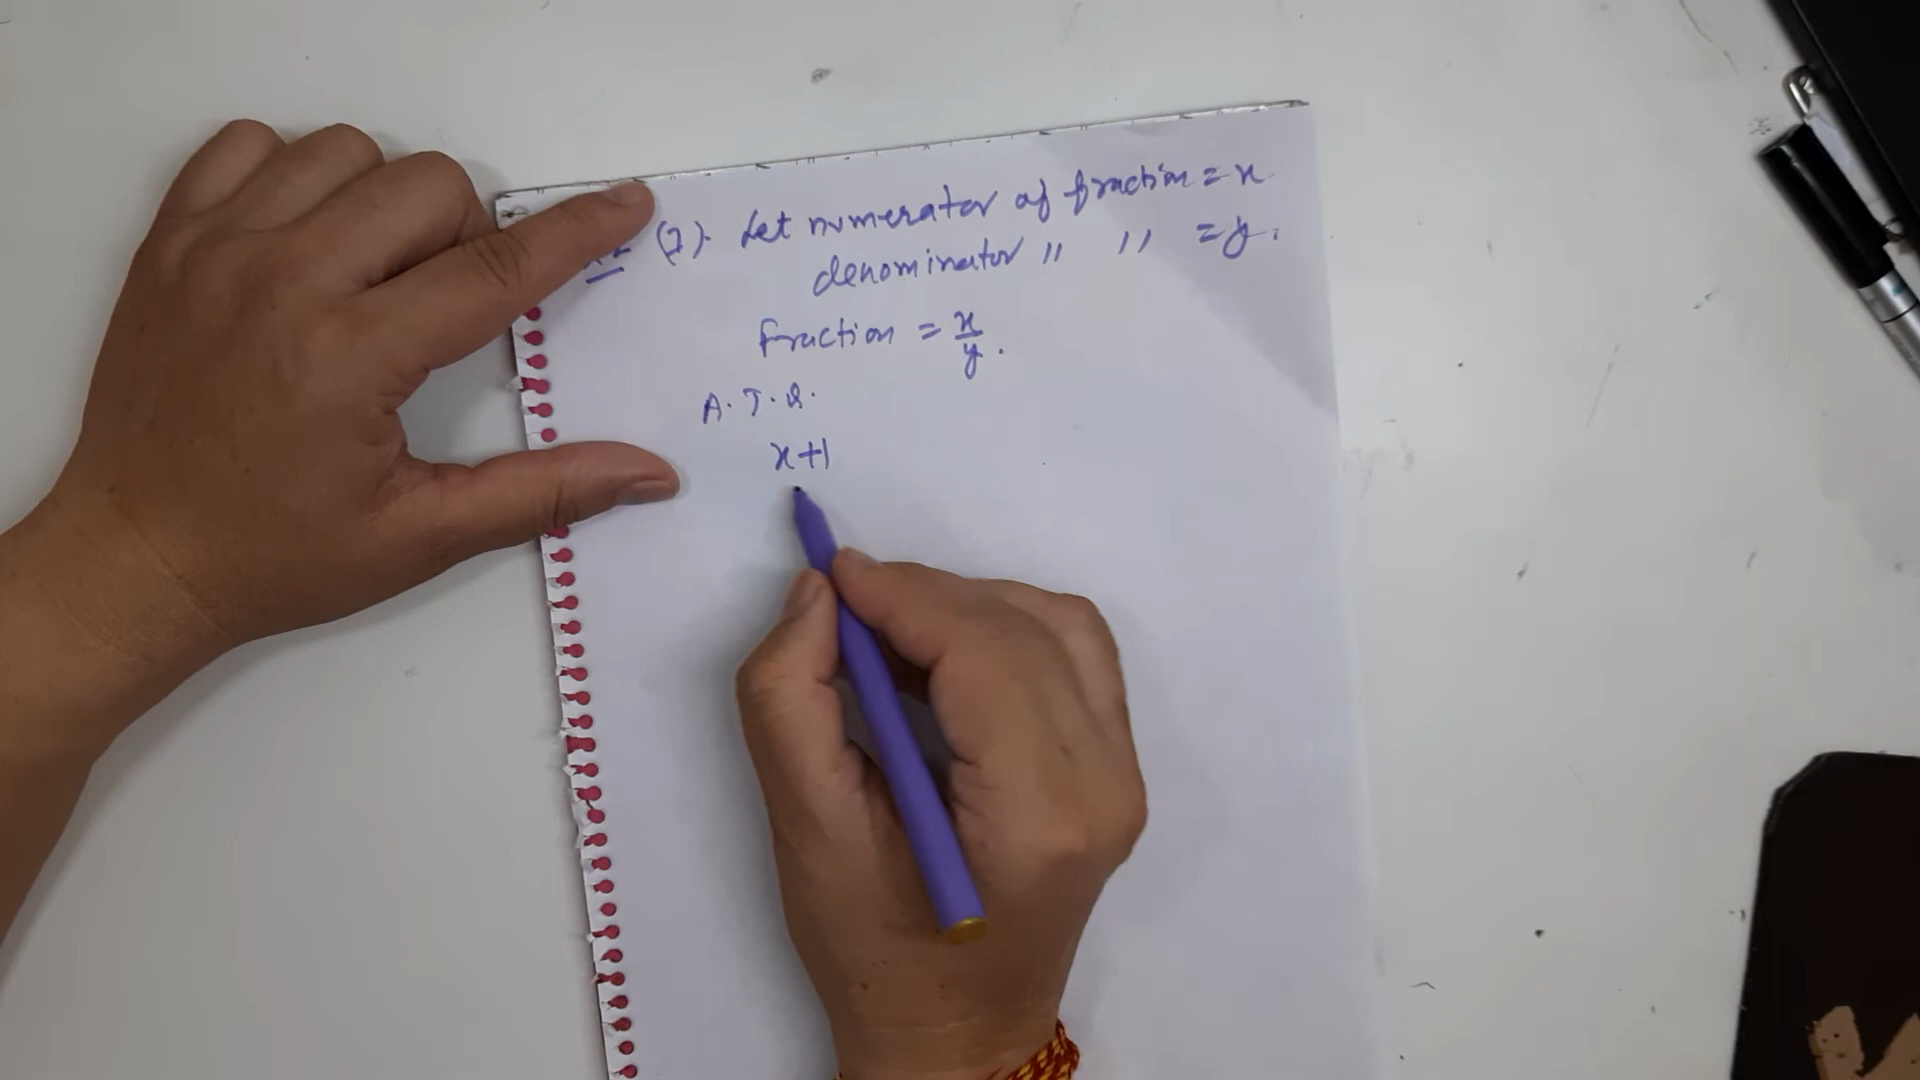 (7). Let numerator of fraction = x
denominator " " = y.
fraction = x/y.
A. T. Q.
x+1